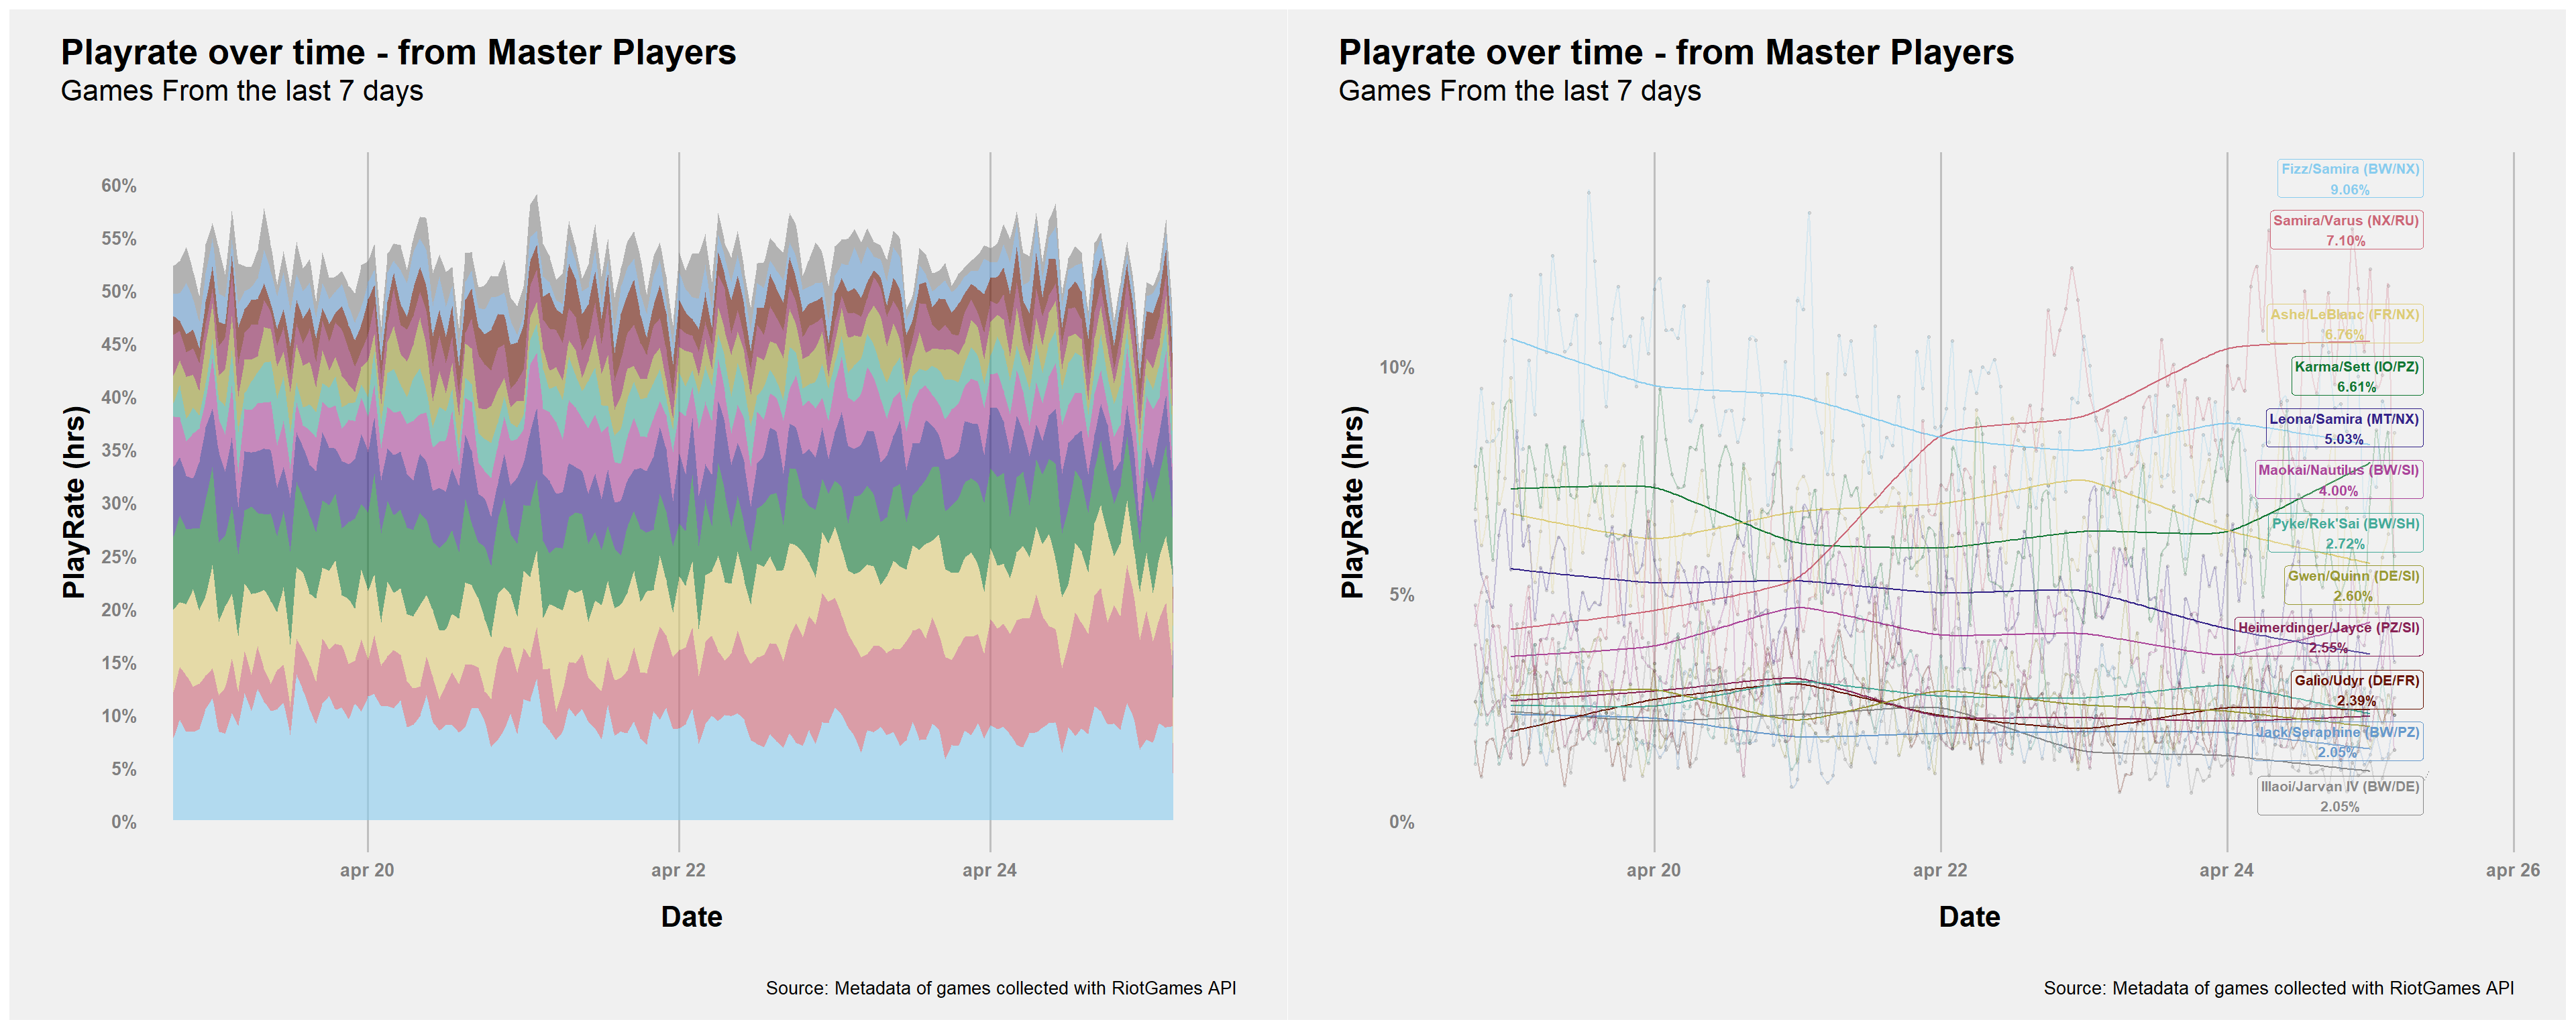 Playrate over time - from Master Players
Games From the last 7 days
60%
55%
50%
45%
40%
35%
30%
25%
20%
15%
10%
5%
0%
PlayRate (hrs)
apr 20
apr 22
apr 24
Date
Source: Metadata of games collected with RiotGames API
Playrate over time - from Master Players
Games From the last 7 days
10%
5%
0%
PlayRate (hrs)
Fizz/Samira (BW/NX)
9.06%
Samira/Varus (NX/RU)
7.10%
Ashe/LeBlanc (FR/NX)
6.76%
Karma/Sett (IO/PZ)
6.61%
Leona/Samira (MT/NX)
5.03%
Maokai/Nautilus (BW/SI)
4.00%
Pyke/Rek'Sai (BW/SH)
2.72%
Gwen/Quinn (DE/SI)
2.60%
Heimerdinger/Jayce (PZ/SI)
2.55%
Galio/Udyr (DE/FR)
2.39%
Jack/Seraphine (BW/PZ)
2.05%
Illaoi/Jarvan IV (BW/DE)
2.05%
apr 20
apr 22
apr 24
apr 26
Date
Source: Metadata of games collected with RiotGames API